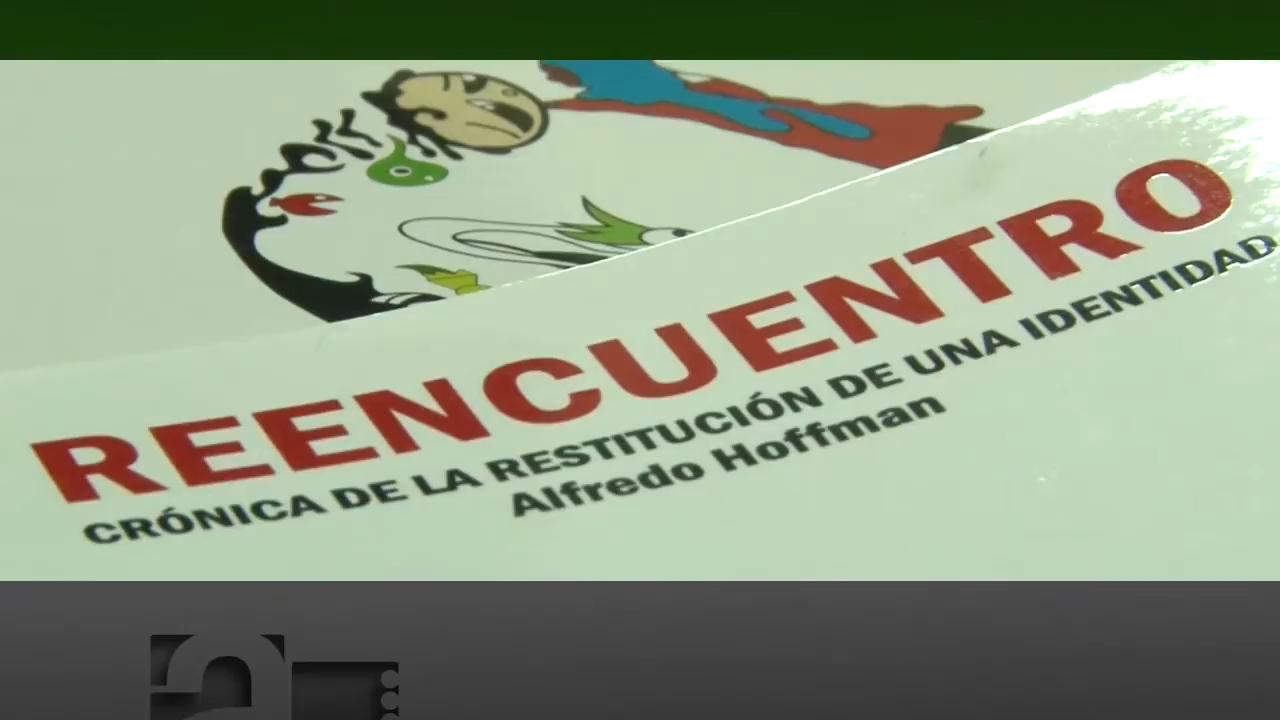 REENCUENTRO
CRÓNICA DE LA RESTITUCIÓN DE UNA IDENTIDAD
Alfredo Hoffman